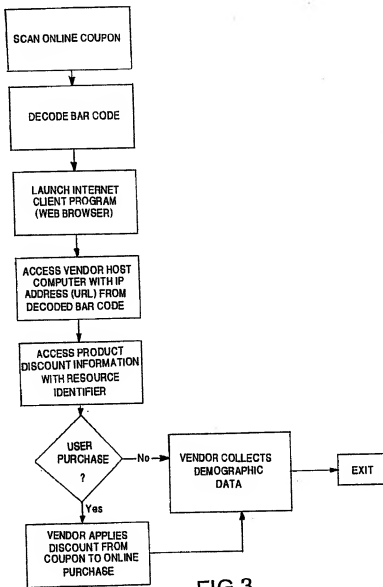 SCAN ONLINE COUPON
DECODE BAR CODE
LAUNCH INTERNET
CLIENT PROGRAM
(WEB BROWSER)
ACCESS VENDOR HOST
COMPUTER WITH IP
ADDRESS (URL) FROM
DECODED BAR CODE
ACCESS PRODUCT
DISCOUNT INFORMATION
WITH RESOURCE
IDENTIFIER
USER
PURCHASE
?
No
Yes
VENDOR COLLECTS
DEMOGRAPHIC
DATA
EXIT
VENDOR APPLIES
DISCOUNT FROM
COUPON TO ONLINE
PURCHASE
FIG 3